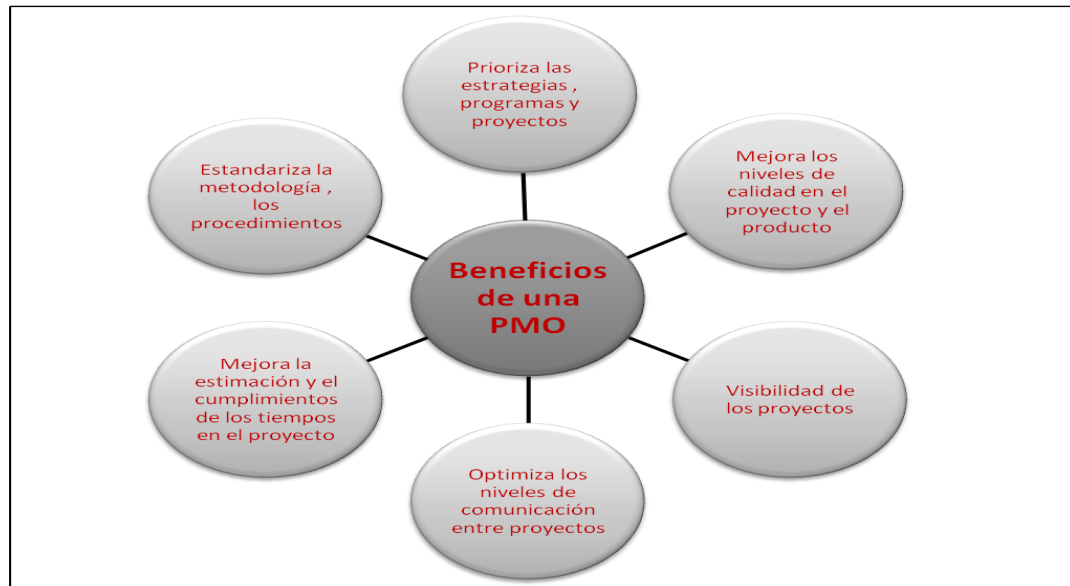 Prioriza las
estrategias ,
programas y
proyectos
Mejora los
niveles de
calidad en el
proyecto y el
producto
Visibilidad de
los proyectos
Optimiza los
niveles de
comunicación
entre proyectos
Mejora la
estimación y el
cumplimientos
de los tiempos
en el proyecto
Estandariza la
metodología ,
los
procedimientos
Beneficios
de una
PMO